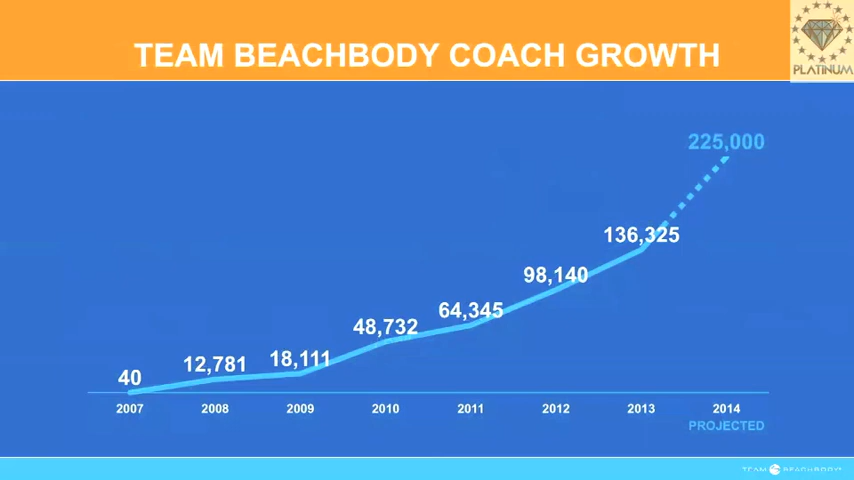 TEAM BEACHBODY COACH GROWTH
PLATINUM
225,000
136,325
98,140
64,345
48,732
18,111
12,781
40
2007 2008 2009 2010 2011 2012 2013 2014
PROJECTED
TEAM BEACHBODY